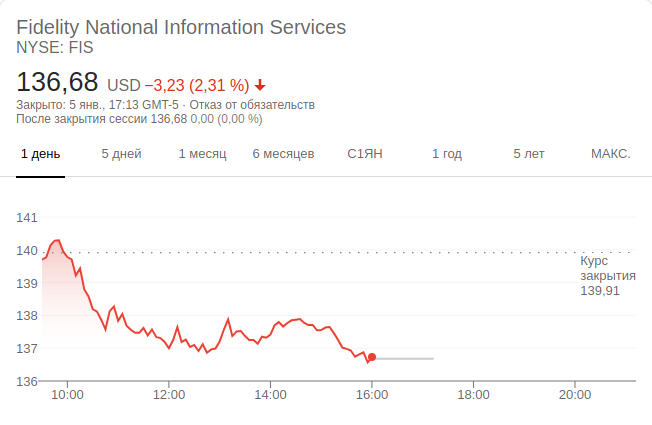 Fidelity National Information Services
NYSE: FIS
136,68 USD −3,23 (2,31 %)
Закрыто: 5 янв., 17:13 GMT-5 · Отказ от обязательств
После закрытия сессии 136,68 0,00 (0,00 %)
1 день 5 дней 1 месяц 6 месяцев С1ЯН 1 год 5 лет МАКС.
141
140
139
138
137
136
Курс
закрытия
139,91
10:00 12:00 14:00 16:00 18:00 20:00